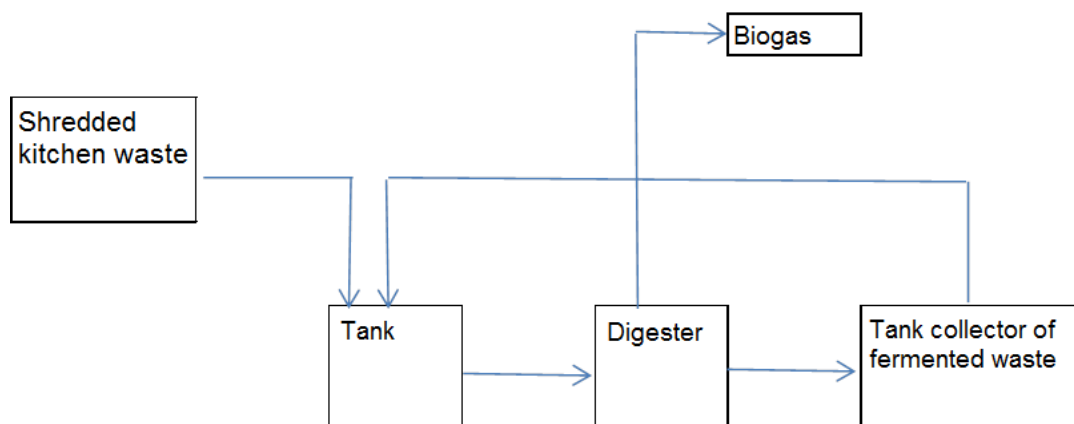 Biogas
Shredded
kitchen waste
Tank
Digester
Tank collector of
fermented waste